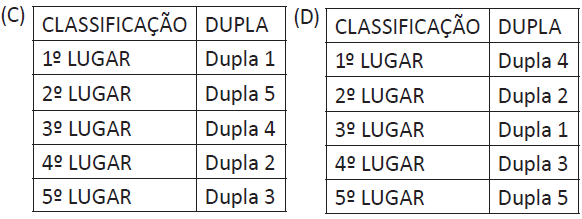 (C)
CLASSIFICAÇÃO DUPLA
1º LUGAR Dupla 1
2º LUGAR Dupla 5
3º LUGAR Dupla 4
4º LUGAR Dupla 2
5º LUGAR Dupla 3
(D)
CLASSIFICAÇÃO DUPLA
1º LUGAR Dupla 4
2º LUGAR Dupla 2
3º LUGAR Dupla 1
4º LUGAR Dupla 3
5º LUGAR Dupla 5